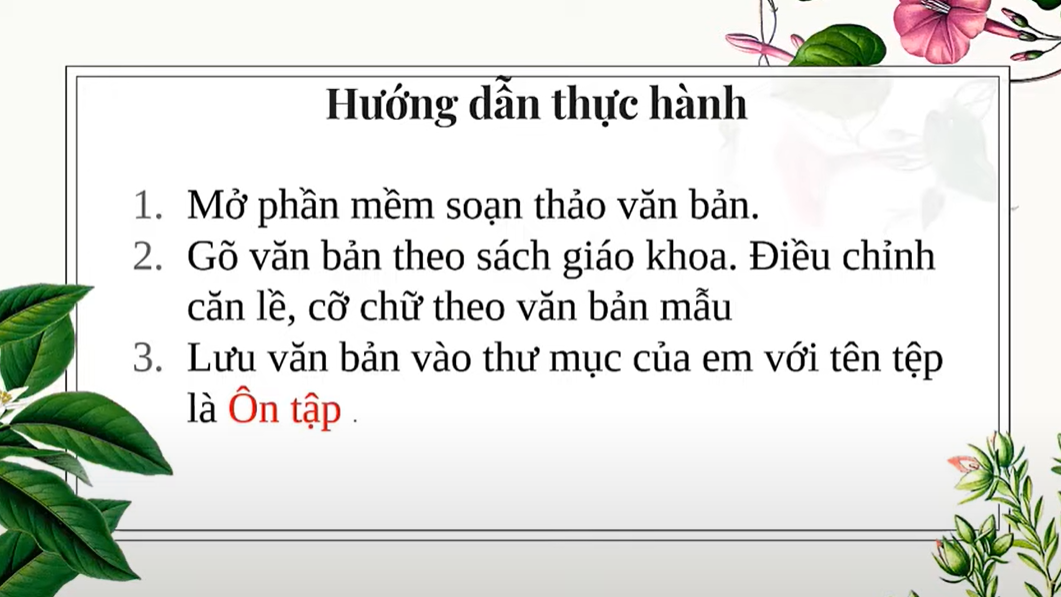 Hướng dẫn thực hành
1. Mở phần mềm soạn thảo văn bản.
2. Gõ văn bản theo sách giáo khoa. Điều chỉnh
căn lề, cỡ chữ theo văn bản mẫu
3. Lưu văn bản vào thư mục của em với tên tệp
là Ôn tập .